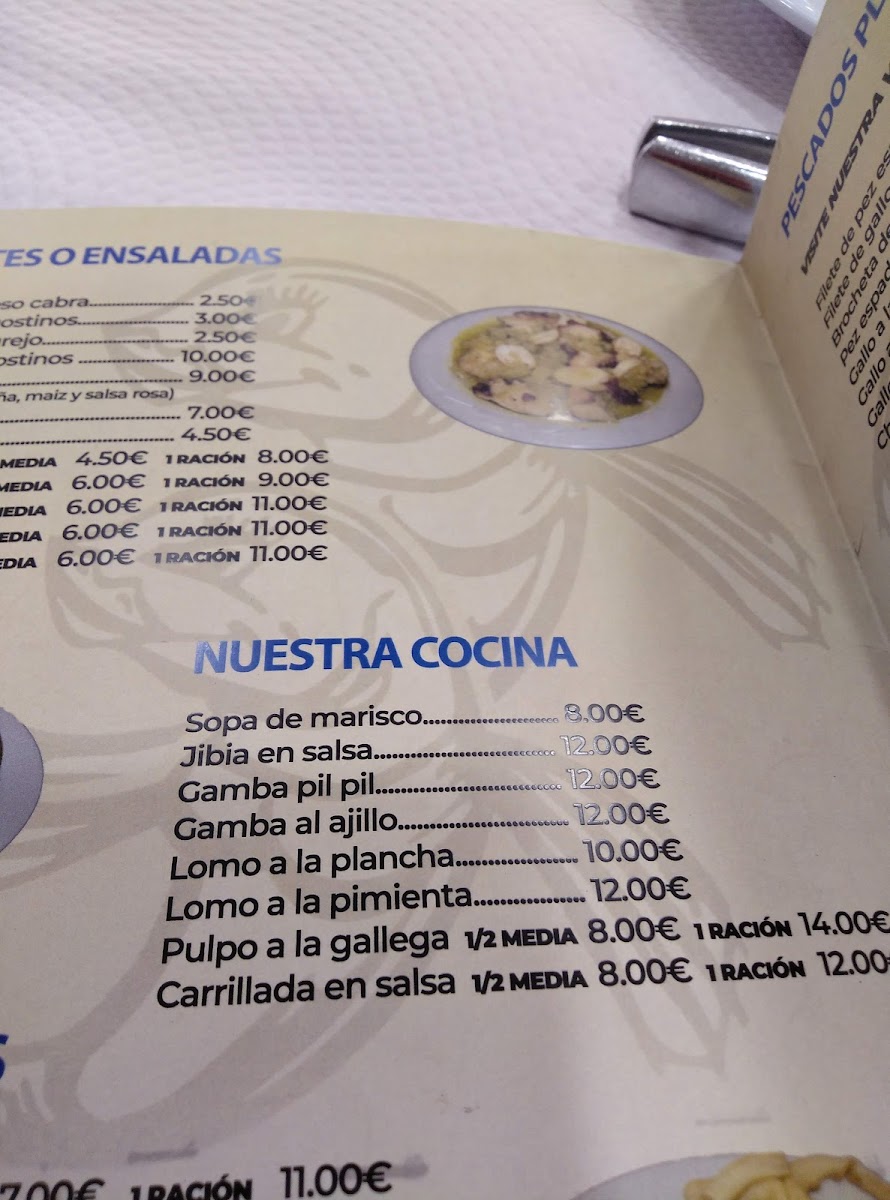 TES O ENSALADAS
so cabra........................ 2.50€
ostinos......................... 3.00€
rejo................................. 2.50€
ostinos ..................... 10.00€
......................................... 9.00€
ña, maiz y salsa rosa)
......................................... 7.00€
........................................ 4.50€
MEDIA 4.50€ 1 RACIÓN 8.00€
MEDIA 6.00€ 1 RACIÓN 9.00€
MEDIA 6.00€ 1 RACIÓN 11.00€
EDIA 6.00€ 1 RACIÓN 11.00€
EDIA 6.00€ 1 RACIÓN 11.00€
NUESTRA COCINA
Sopa de marisco....................... 8.00€
Jibia en salsa............................... 12.00€
Gamba pil pil............................... 12.00€
Gamba al ajillo............................ 12.00€
Lomo a la plancha.................... 10.00€
Lomo a la pimienta.................. 12.00€
Pulpo a la gallega 1/2 MEDIA 8.00€ 1 RACIÓN 14.00€
Carrillada en salsa 1/2 MEDIA 8.00€ 1 RACIÓN 12.00
S
7.00€ 1 RACIÓN 11.00€
PESCADOS PL
VISITE NUESTRA
Filete de pez es
Filete de gallo
Brocheta de
Pez espad
Gallo a la
Gallo a
Gallo
Ch